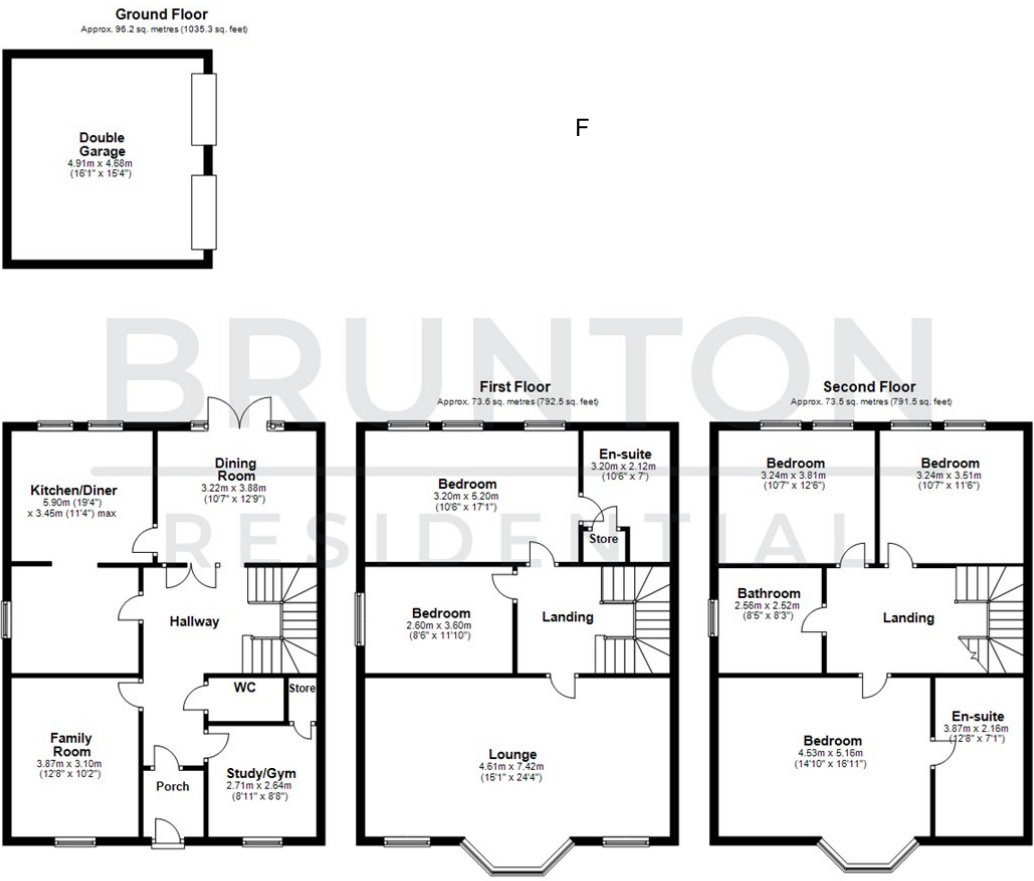 Ground Floor
Approx. 96.2 sq. metres (1035.3 sq. feet)
Double
Garage
4.91m x 4.68m
(16'1" x 15'4")
F
BRUNTON
RESIDENTIAL
Kitchen/Diner
5.90m (19'4")
x 3.45m (11'4") max
Dining
Room
3.22m x 3.88m
(10'7" x 12'9")
Hallway
WC
Store
Family
Room
3.87m x 3.10m
(12'8" x 10'2")
Porch
Study/Gym
2.71m x 2.64m
(8'11" x 8'8")
First Floor
Approx. 73.6 sq. metres (792.5 sq. feet)
Bedroom
3.20m x 5.20m
(10'6" x 17'1")
En-suite
3.20m x 2.12m
(10'6" x 7')
Store
Bedroom
2.60m x 3.60m
(8'6" x 11'10")
Landing
Lounge
4.61m x 7.42m
(15'1" x 24'4")
Second Floor
Approx. 73.5 sq. metres (791.5 sq. feet)
Bedroom
3.24m x 3.81m
(10'7" x 12'6")
Bedroom
3.24m x 3.51m
(10'7" x 11'6")
Bathroom
2.56m x 2.52m
(8'5" x 8'3")
Landing
Bedroom
4.53m x 5.16m
(14'10" x 16'11")
En-suite
3.87m x 2.16m
(12'8" x 7'1")